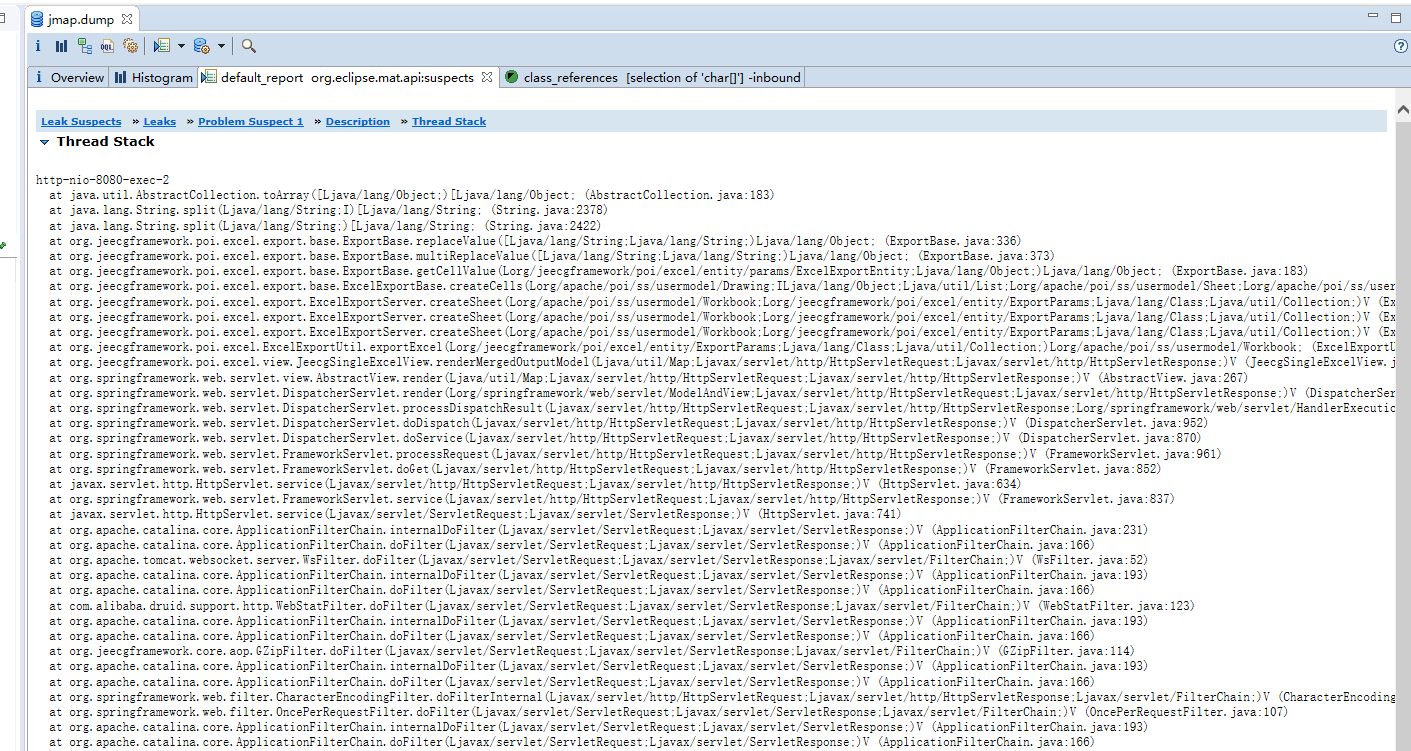 jmap.dump
Overview Histogram default_report org.eclipse.mat.api:suspects class_references [selection of 'char[]'] -inbound
Leak Suspects » Leaks » Problem Suspect 1 » Description » Thread Stack
Thread Stack
http-nio-8080-exec-2
at java.util.AbstractCollection.toArray([Ljava/lang/Object;)[Ljava/lang/Object; (AbstractCollection.java:183)
at java.lang.String.split(Ljava/lang/String;I)[Ljava/lang/String; (String.java:2378)
at java.lang.String.split(Ljava/lang/String;)[Ljava/lang/String; (String.java:2422)
at org.jeecgframework.poi.excel.export.base.ExportBase.replaceValue([Ljava/lang/String;Ljava/lang/String;)Ljava/lang/Object; (ExportBase.java:336)
at org.jeecgframework.poi.excel.export.base.ExportBase.multiReplaceValue([Ljava/lang/String;Ljava/lang/String;)Ljava/lang/Object; (ExportBase.java:373)
at org.jeecgframework.poi.excel.export.base.ExportBase.getCellValue(Lorg/jeecgframework/poi/excel/entity/params/ExcelExportEntity;Ljava/lang/Object;)Ljava/lang/Object; (ExportBase.java:183)
at org.jeecgframework.poi.excel.export.base.ExcelExportBase.createCells(Lorg/apache/poi/ss/usermodel/Drawing;ILjava/lang/Object;Ljava/util/List;Lorg/apache/poi/ss/usermodel/Sheet;Lorg/apache/poi/ss/user
at org.jeecgframework.poi.excel.export.ExcelExportServer.createSheet(Lorg/apache/poi/ss/usermodel/Workbook;Lorg/jeecgframework/poi/excel/entity/ExportParams;Ljava/lang/Class;Ljava/util/Collection;)V (Ex
at org.jeecgframework.poi.excel.export.ExcelExportServer.createSheet(Lorg/apache/poi/ss/usermodel/Workbook;Lorg/jeecgframework/poi/excel/entity/ExportParams;Ljava/lang/Class;Ljava/util/Collection;)V (Ex
at org.jeecgframework.poi.excel.export.ExcelExportServer.createSheet(Lorg/apache/poi/ss/usermodel/Workbook;Lorg/jeecgframework/poi/excel/entity/ExportParams;Ljava/lang/Class;Ljava/util/Collection;)V (Ex
at org.jeecgframework.poi.excel.ExcelExportUtil.exportExcel(Lorg/jeecgframework/poi/excel/entity/ExportParams;Ljava/lang/Class;Ljava/util/Collection;)Lorg/apache/poi/ss/usermodel/Workbook; (ExcelExportU
at org.jeecgframework.poi.excel.view.JeecgSingleExcelView.renderMergedOutputModel(Ljava/util/Map;Ljavax/servlet/http/HttpServletRequest;Ljavax/servlet/http/HttpServletResponse;)V (JeecgSingleExcelView.j
at org.springframework.web.servlet.view.AbstractView.render(Ljava/util/Map;Ljavax/servlet/http/HttpServletRequest;Ljavax/servlet/http/HttpServletResponse;)V (AbstractView.java:267)
at org.springframework.web.servlet.DispatcherServlet.render(Lorg/springframework/web/servlet/ModelAndView;Ljavax/servlet/http/HttpServletRequest;Ljavax/servlet/http/HttpServletResponse;)V (DispatcherSer
at org.springframework.web.servlet.DispatcherServlet.processDispatchResult(Ljavax/servlet/http/HttpServletRequest;Ljavax/servlet/http/HttpServletResponse;Lorg/springframework/web/servlet/HandlerExecutio
at org.springframework.web.servlet.DispatcherServlet.doDispatch(Ljavax/servlet/http/HttpServletRequest;Ljavax/servlet/http/HttpServletResponse;)V (DispatcherServlet.java:952)
at org.springframework.web.servlet.DispatcherServlet.doService(Ljavax/servlet/http/HttpServletRequest;Ljavax/servlet/http/HttpServletResponse;)V (DispatcherServlet.java:870)
at org.springframework.web.servlet.FrameworkServlet.processRequest(Ljavax/servlet/http/HttpServletRequest;Ljavax/servlet/http/HttpServletResponse;)V (FrameworkServlet.java:961)
at org.springframework.web.servlet.FrameworkServlet.doGet(Ljavax/servlet/http/HttpServletRequest;Ljavax/servlet/http/HttpServletResponse;)V (FrameworkServlet.java:852)
at javax.servlet.http.HttpServlet.service(Ljavax/servlet/http/HttpServletRequest;Ljavax/servlet/http/HttpServletResponse;)V (HttpServlet.java:634)
at org.springframework.web.servlet.FrameworkServlet.service(Ljavax/servlet/http/HttpServletRequest;Ljavax/servlet/http/HttpServletResponse;)V (FrameworkServlet.java:837)
at javax.servlet.http.HttpServlet.service(Ljavax/servlet/ServletRequest;Ljavax/servlet/ServletResponse;)V (HttpServlet.java:741)
at org.apache.catalina.core.ApplicationFilterChain.internalDoFilter(Ljavax/servlet/ServletRequest;Ljavax/servlet/ServletResponse;)V (ApplicationFilterChain.java:231)
at org.apache.catalina.core.ApplicationFilterChain.doFilter(Ljavax/servlet/ServletRequest;Ljavax/servlet/ServletResponse;)V (ApplicationFilterChain.java:166)
at org.apache.tomcat.websocket.server.WsFilter.doFilter(Ljavax/servlet/ServletRequest;Ljavax/servlet/ServletResponse;Ljavax/servlet/FilterChain;)V (WsFilter.java:52)
at org.apache.catalina.core.ApplicationFilterChain.internalDoFilter(Ljavax/servlet/ServletRequest;Ljavax/servlet/ServletResponse;)V (ApplicationFilterChain.java:193)
at org.apache.catalina.core.ApplicationFilterChain.doFilter(Ljavax/servlet/ServletRequest;Ljavax/servlet/ServletResponse;)V (ApplicationFilterChain.java:166)
at com.alibaba.druid.support.http.WebStatFilter.doFilter(Ljavax/servlet/ServletRequest;Ljavax/servlet/ServletResponse;Ljavax/servlet/FilterChain;)V (WebStatFilter.java:123)
at org.apache.catalina.core.ApplicationFilterChain.internalDoFilter(Ljavax/servlet/ServletRequest;Ljavax/servlet/ServletResponse;)V (ApplicationFilterChain.java:193)
at org.apache.catalina.core.ApplicationFilterChain.doFilter(Ljavax/servlet/ServletRequest;Ljavax/servlet/ServletResponse;)V (ApplicationFilterChain.java:166)
at org.jeecgframework.core.aop.GZipFilter.doFilter(Ljavax/servlet/ServletRequest;Ljavax/servlet/ServletResponse;Ljavax/servlet/FilterChain;)V (GZipFilter.java:114)
at org.apache.catalina.core.ApplicationFilterChain.internalDoFilter(Ljavax/servlet/ServletRequest;Ljavax/servlet/ServletResponse;)V (ApplicationFilterChain.java:193)
at org.apache.catalina.core.ApplicationFilterChain.doFilter(Ljavax/servlet/ServletRequest;Ljavax/servlet/ServletResponse;)V (ApplicationFilterChain.java:166)
at org.springframework.web.filter.CharacterEncodingFilter.doFilterInternal(Ljavax/servlet/http/HttpServletRequest;Ljavax/servlet/http/HttpServletResponse;Ljavax/servlet/FilterChain;)V (CharacterEncoding
at org.springframework.web.filter.OncePerRequestFilter.doFilter(Ljavax/servlet/ServletRequest;Ljavax/servlet/ServletResponse;Ljavax/servlet/FilterChain;)V (OncePerRequestFilter.java:107)
at org.apache.catalina.core.ApplicationFilterChain.internalDoFilter(Ljavax/servlet/ServletRequest;Ljavax/servlet/ServletResponse;)V (ApplicationFilterChain.java:193)
at org.apache.catalina.core.ApplicationFilterChain.doFilter(Ljavax/servlet/ServletRequest;Ljavax/servlet/ServletResponse;)V (ApplicationFilterChain.java:166)